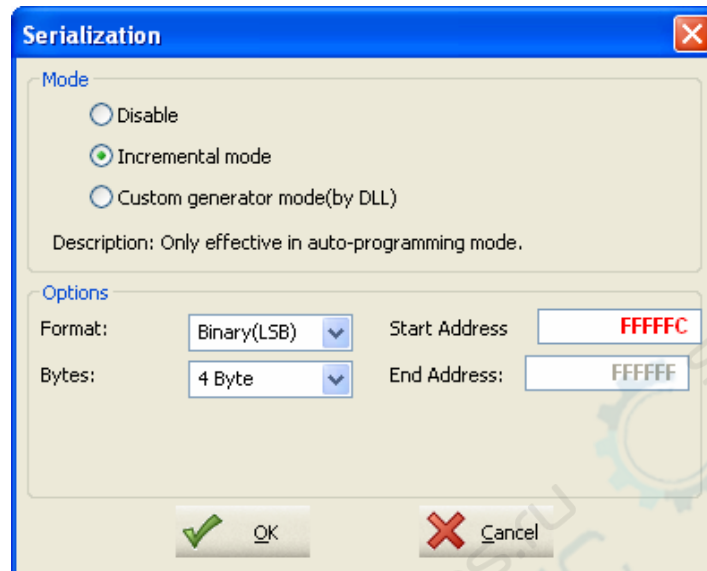 Serialization
Mode
Disable
Incremental mode
Custom generator mode(by DLL)
Description: Only effective in auto-programming mode.
Options
Format: Binary(LSB) Start Address FFFFFC
Bytes: 4 Byte End Address: FFFFFF
OK Cancel